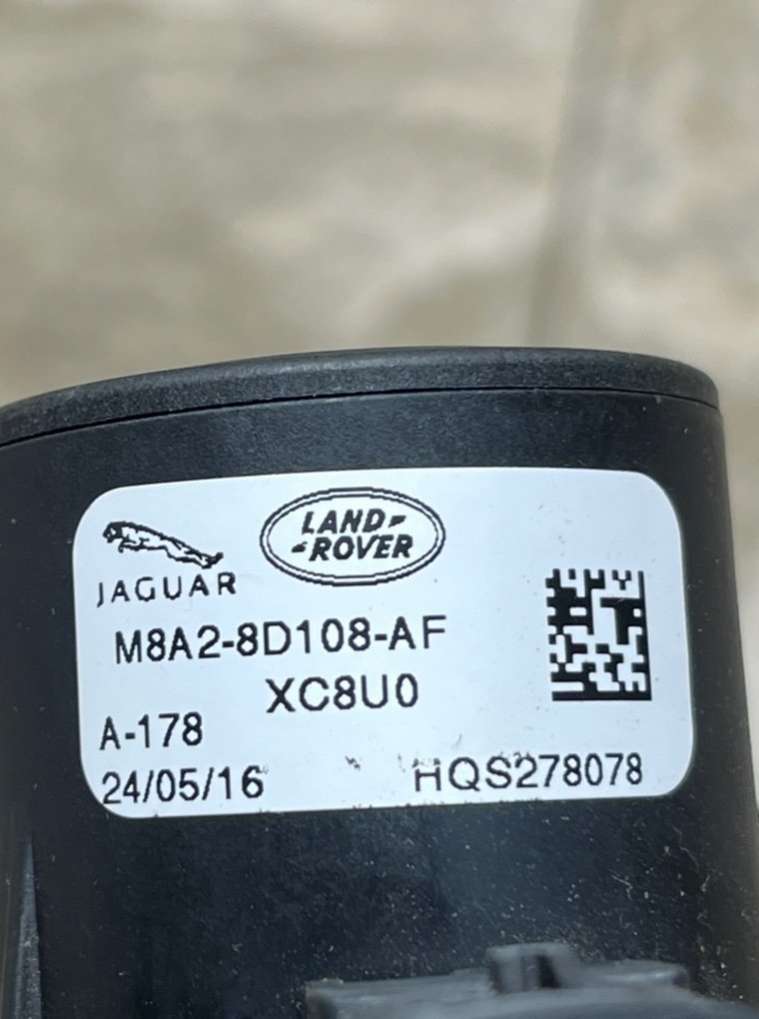 JAGUAR
LAND-
-ROVER
M8A2-8D108-AF
XC8U0
A-178
24/05/16
HQS278078